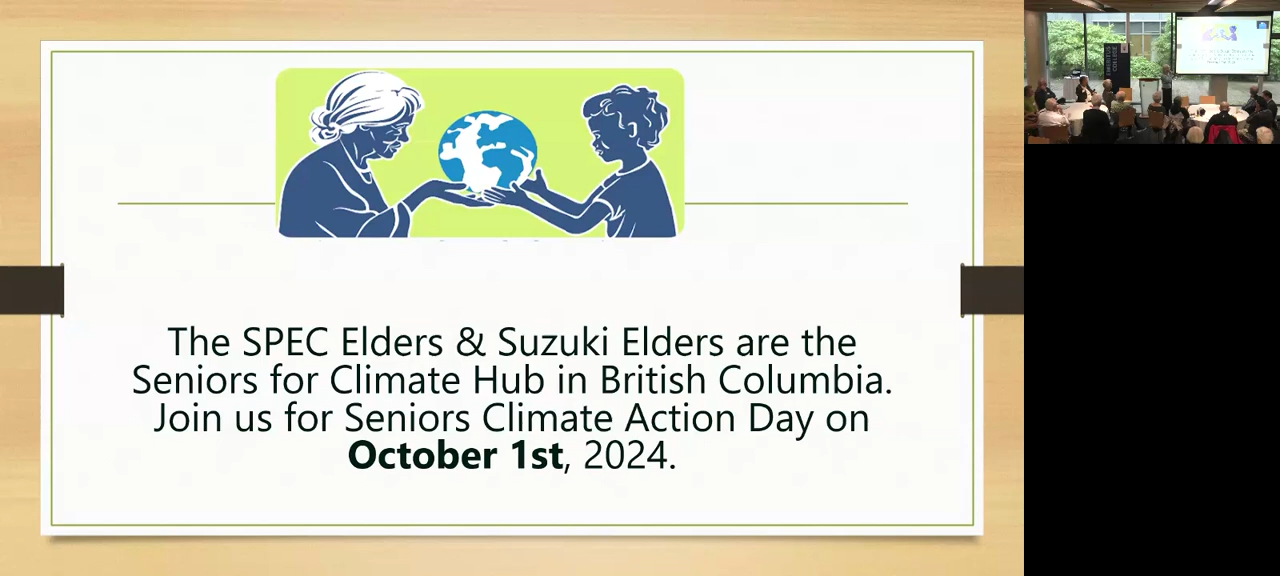 The SPEC Elders & Suzuki Elders are the
Seniors for Climate Hub in British Columbia.
Join us for Seniors Climate Action Day on
October 1st, 2024.